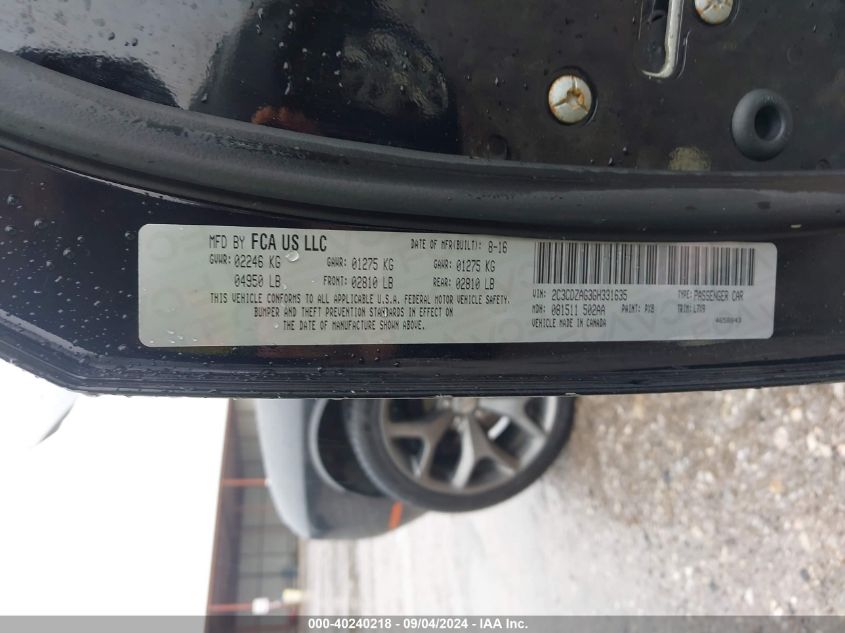 MFD BY FCA US LLC DATE OF MFR(BUILT): 8-16
GVWR: 02246 KG GAWR: 01275 KG GAWR: 01275 KG
04950 LB FRONT: 02810 LB REAR: 02810 LB
THIS VEHICLE CONFORMS TO ALL APPLICABLE U.S.A. FEDERAL MOTOR VEHICLE SAFETY,
BUMPER AND THEFT PREVENTION STANDARDS IN EFFECT ON
THE DATE OF MANUFACTURE SHOWN ABOVE.
VIN: 2C3CDZAG3GH331635 TYPE: PASSENGER CAR
MDH: 081511 502AA PAINT: PX8 TRIM: L7X9
VEHICLE MADE IN CANADA
000-40240218 - 09/04/2024 - IAA Inc.